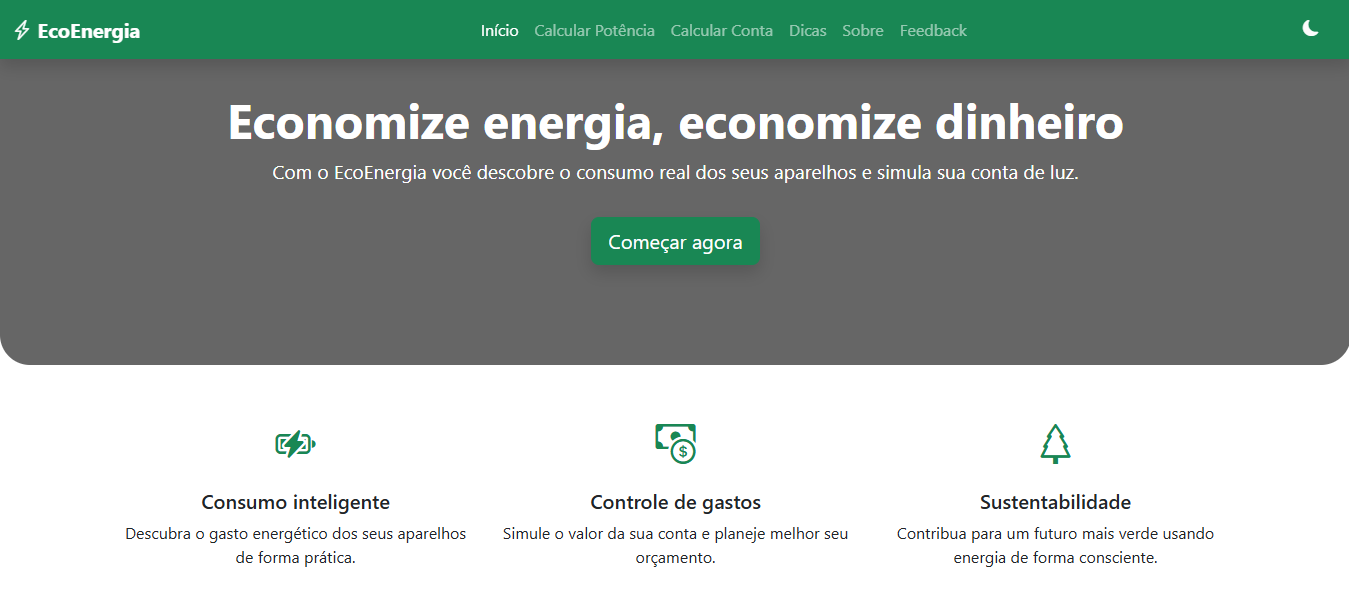 EcoEnergia
Início Calcular Potência Calcular Conta Dicas Sobre Feedback
Economize energia, economize dinheiro
Com o EcoEnergia você descobre o consumo real dos seus aparelhos e simula sua conta de luz.
Começar agora
$
Consumo inteligente
Descubra o gasto energético dos seus aparelhos
de forma prática.
Controle de gastos
Simule o valor da sua conta e planeje melhor seu
orçamento.
Sustentabilidade
Contribua para um futuro mais verde usando
energia de forma consciente.